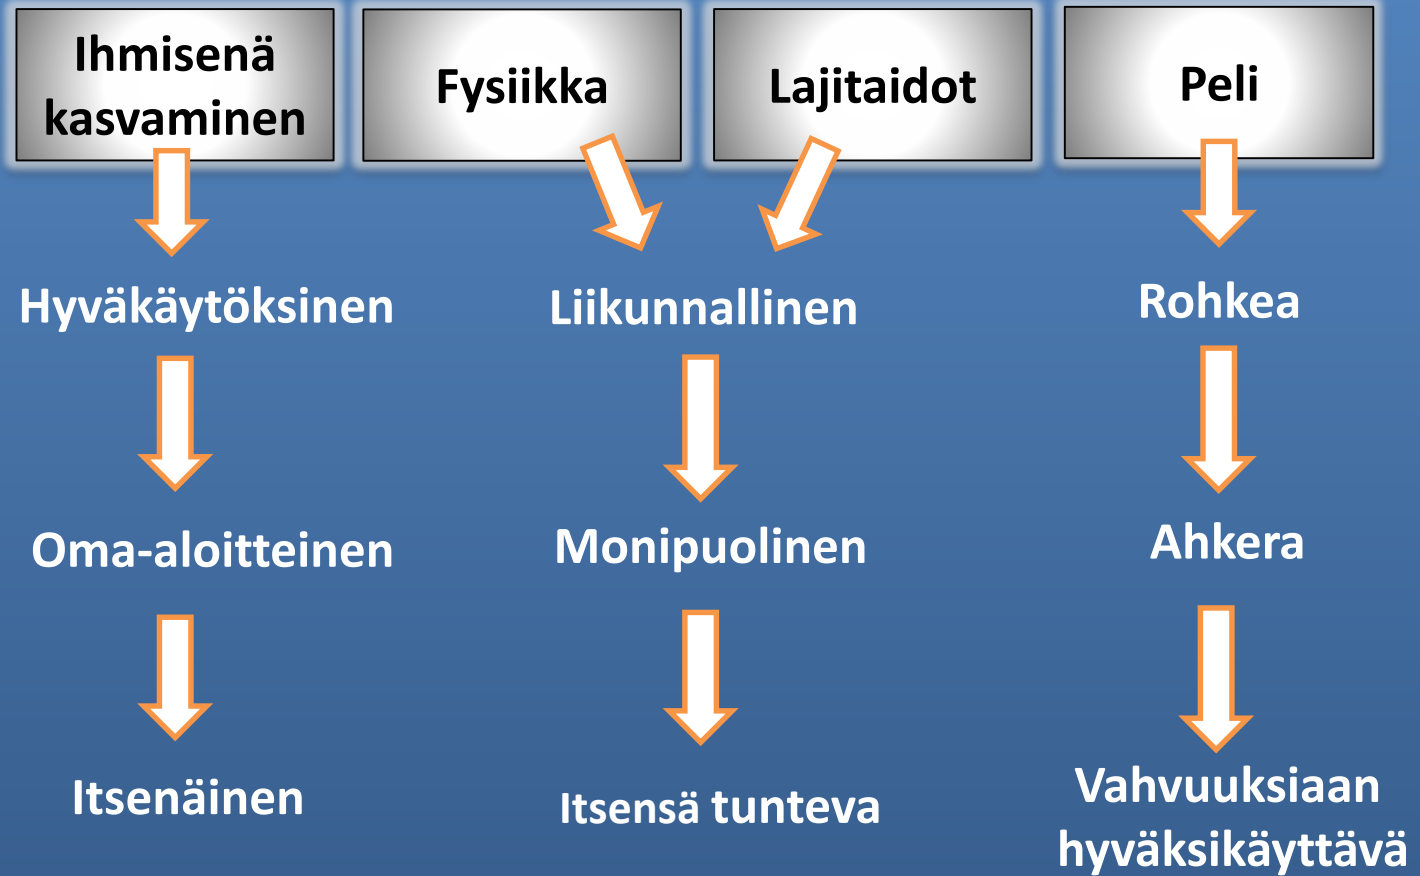 Ihmisenä
kasvaminen
Fysiikka
Lajitaidot
Peli
Hyväkäytöksinen
Liikunnallinen
Rohkea
Oma-aloitteinen
Monipuolinen
Ahkera
Itsenäinen
Itsensä tunteva
Vahvuuksiaan
hyväksikäyttävä